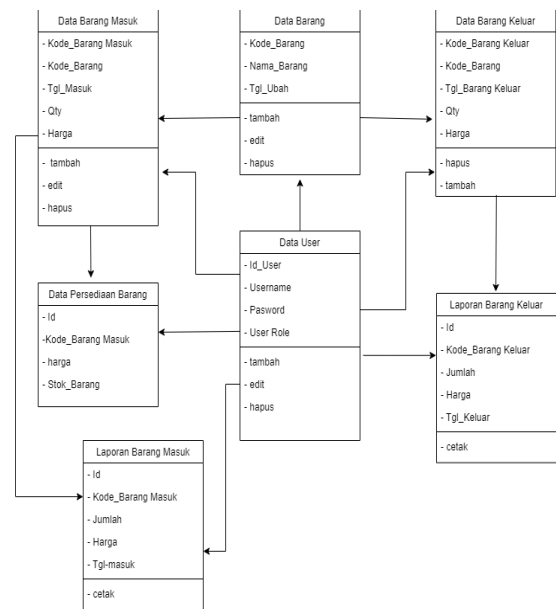 Data Barang Masuk
- Kode_Barang Masuk
- Kode_Barang
- Tgl_Masuk
- Qty
- Harga
- tambah
- edit
- hapus
Data Barang
- Kode_Barang
- Nama_Barang
- Tgl_Ubah
- tambah
- edit
- hapus
Data Barang Keluar
- Kode_Barang Keluar
- Kode_Barang
- Tgl_Barang Keluar
- Qty
- Harga
- hapus
- tambah
Data User
- Id_User
- Username
- Pasword
- User Role
- tambah
- edit
- hapus
Data Persediaan Barang
- Id
-Kode_Barang Masuk
- harga
- Stok_Barang
Laporan Barang Keluar
- Id
- Kode_Barang Keluar
- Jumlah
- Harga
- Tgl_Keluar
- cetak
Laporan Barang Masuk
- Id
- Kode_Barang Masuk
- Jumlah
- Harga
- Tgl-masuk
- cetak